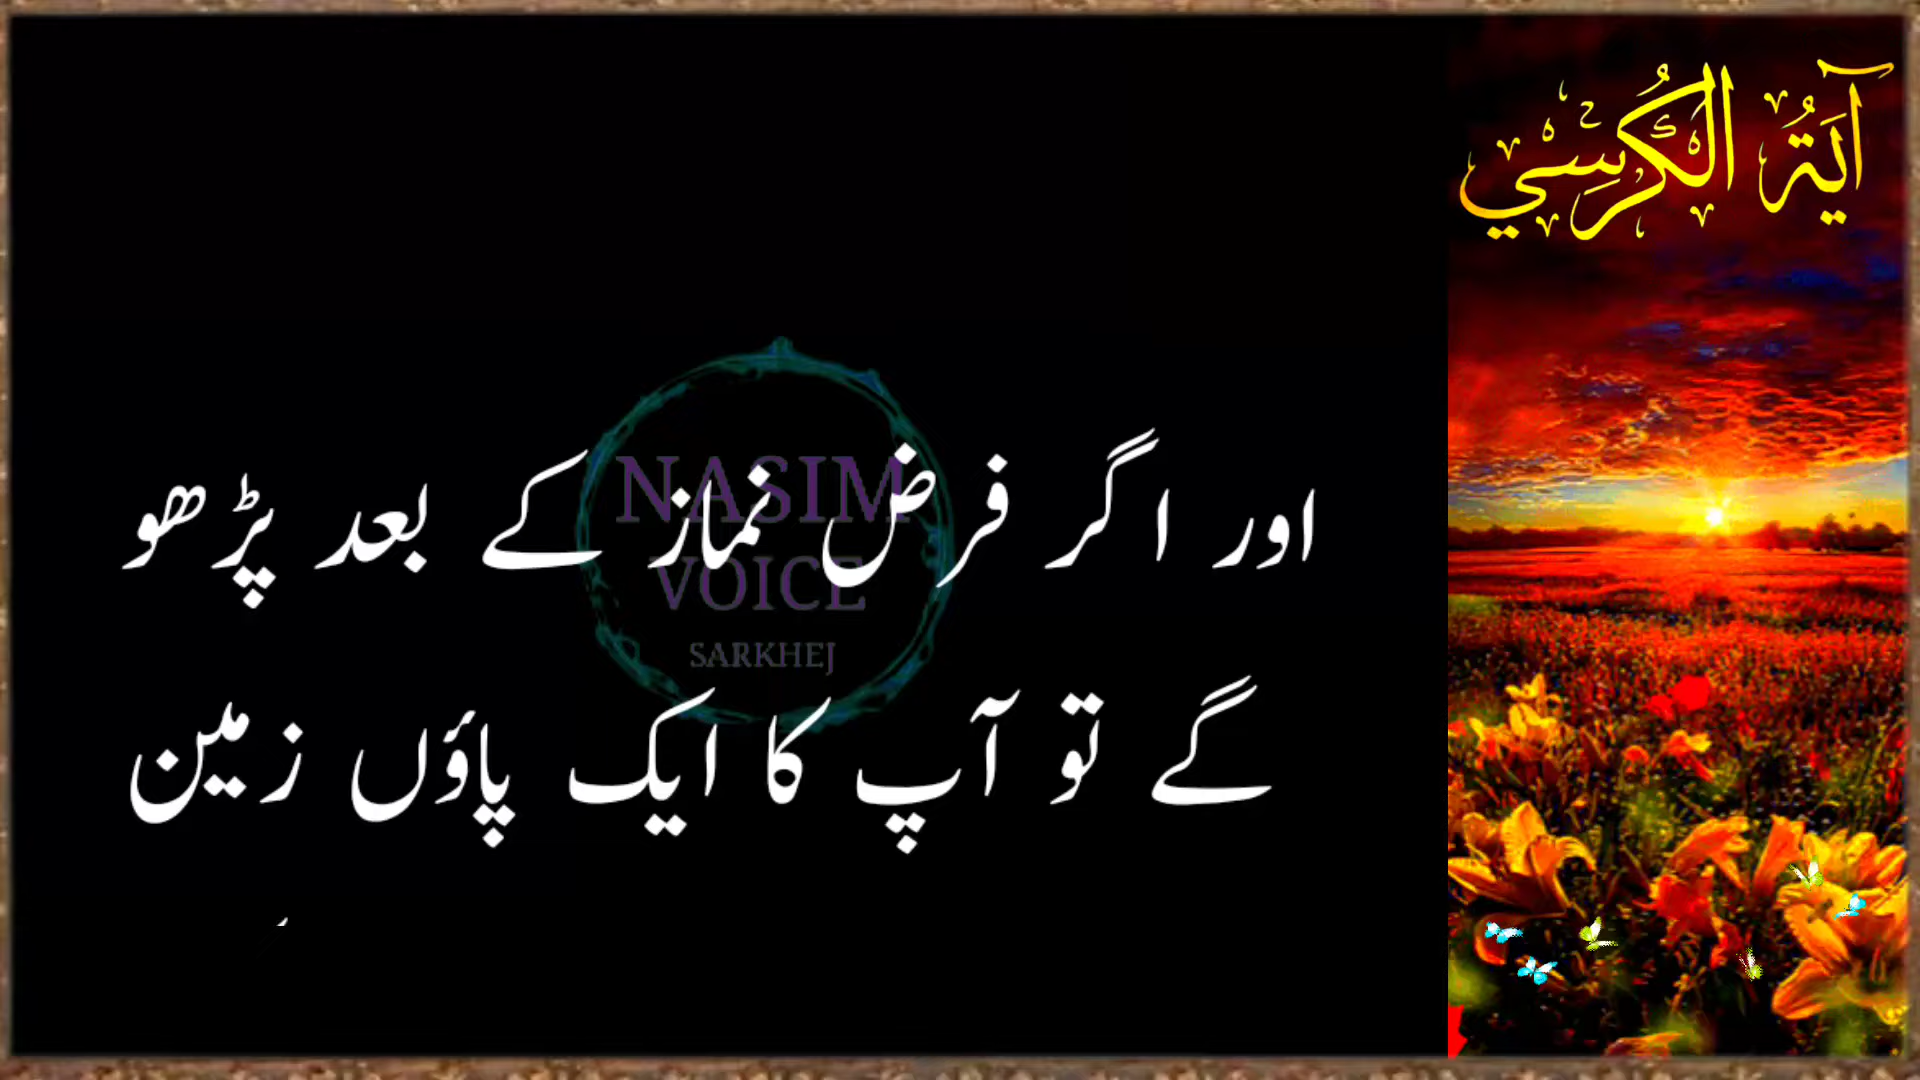 آيَةُ الْكُرْسِي
اور اگر فرض نماز کے بعد پڑھو
گے تو آپ کا ایک پاؤں زمین
NASIM
VOICE
SARKHEJ